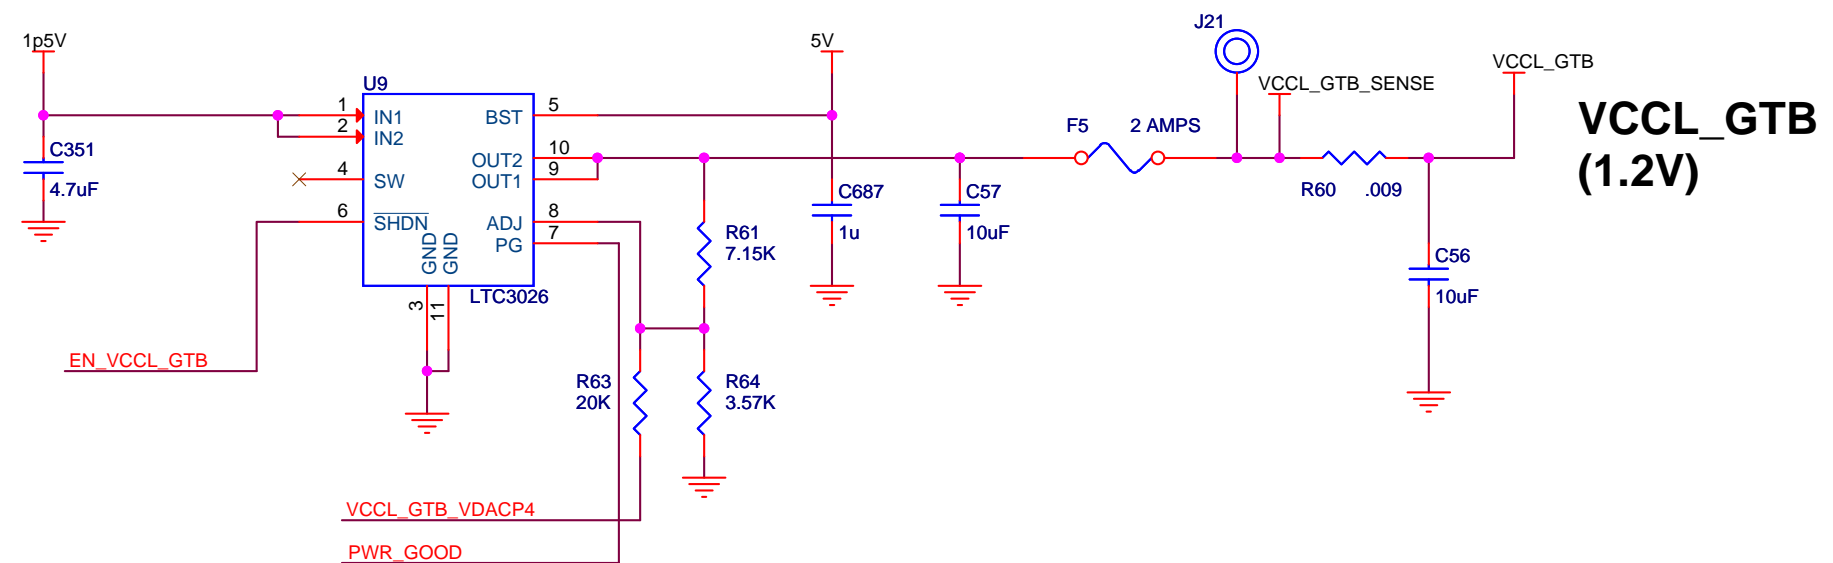 J21
1p5V
5V
VCCL_GTB
U9
VCCL_GTB_SENSE
VCCL_GTB
(1.2V)
1 IN1
2 IN2
4 SW
6 SHDN
BST 5
OUT2 10
OUT1 9
ADJ 8
PG 7
GND
GND
3
11
LTC3026
C351
4.7uF
F5 2 AMPS
R60 .009
C687
1u
C57
10uF
R61
7.15K
C56
10uF
EN_VCCL_GTB
R63
20K
R64
3.57K
VCCL_GTB_VDACP4
PWR_GOOD